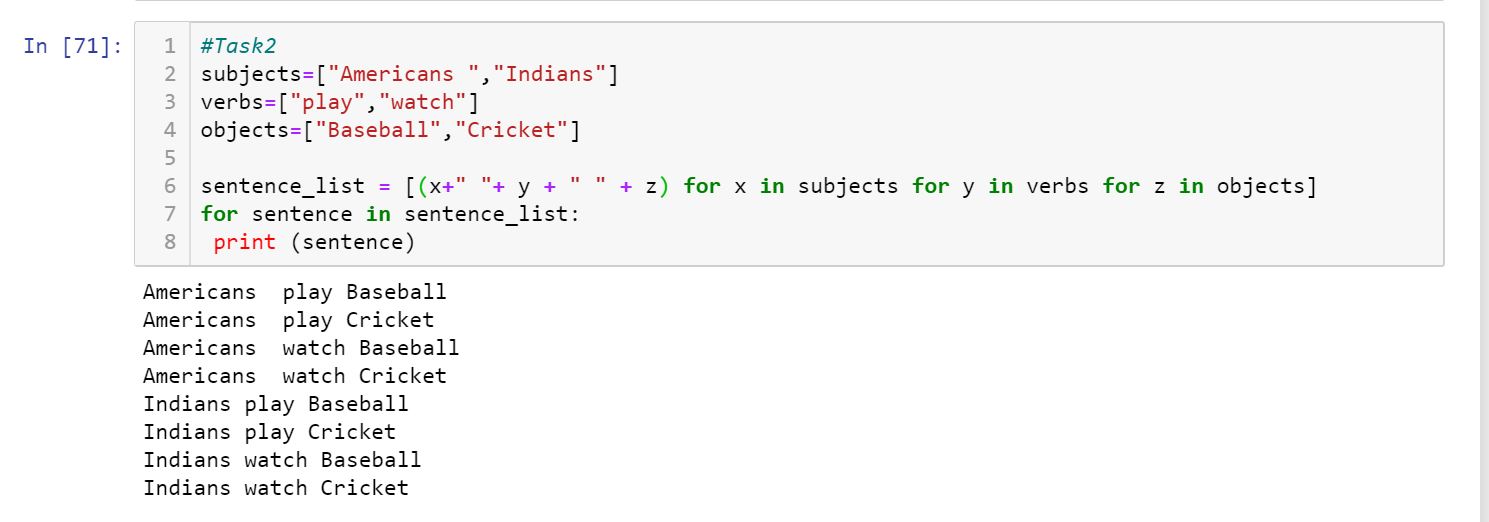 In [71]:
1 #Task2
2 subjects=["Americans ","Indians"]
3 verbs=["play","watch"]
4 objects=["Baseball","Cricket"]
5
6 sentence_list = [(x+" "+ y + " " + z) for x in subjects for y in verbs for z in objects]
7 for sentence in sentence_list:
8  print (sentence)
Americans  play Baseball
Americans  play Cricket
Americans  watch Baseball
Americans  watch Cricket
Indians play Baseball
Indians play Cricket
Indians watch Baseball
Indians watch Cricket